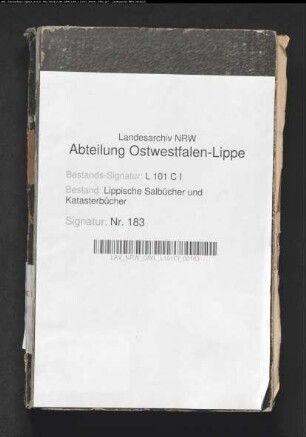 Landesarchiv NRW
Abteilung Ostwestfalen-Lippe
Bestands-Signatur: L 101 C I
Bestand: Lippische Salbücher und
Katasterbücher
Signatur: Nr. 183